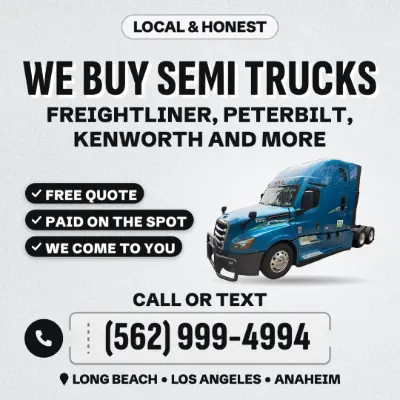 LOCAL & HONEST
WE BUY SEMI TRUCKS
FREIGHTLINER, PETERBILT,
KENWORTH AND MORE
FREE QUOTE
PAID ON THE SPOT
WE COME TO YOU
CALL OR TEXT
(562) 999-4994
LONG BEACH • LOS ANGELES • ANAHEIM